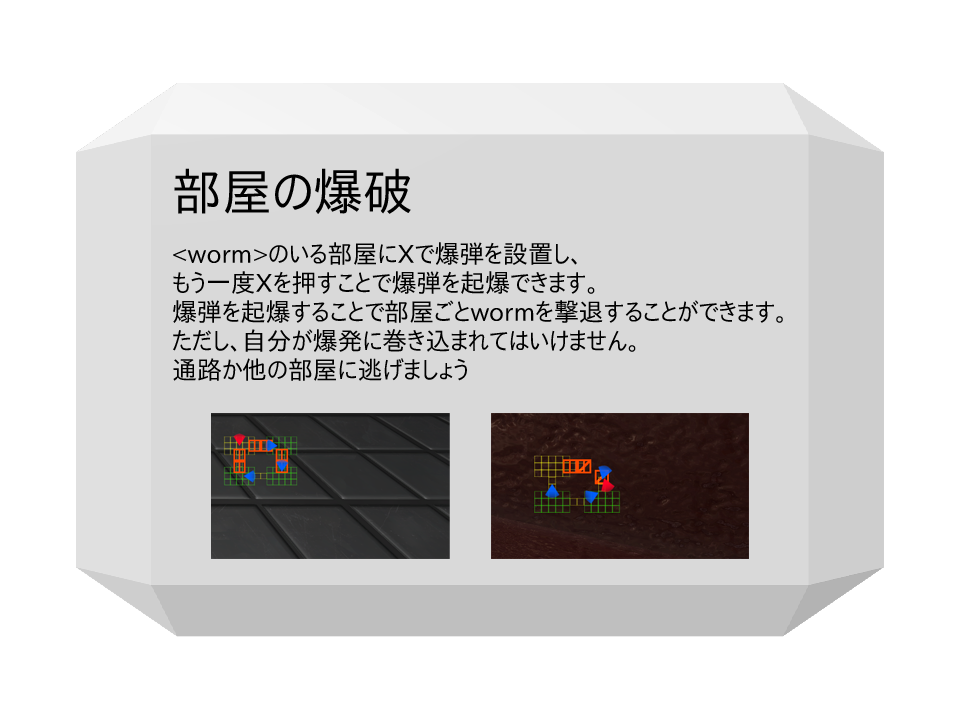 部屋の爆破
<worm>のいる部屋にXで爆弾を設置し、
もう一度Xを押すことで爆弾を起爆できます。
爆弾を起爆することで部屋ごとwormを撃退することができます。
ただし、自分が爆発に巻き込まれてはいけません。
通路か他の部屋に逃げましょう